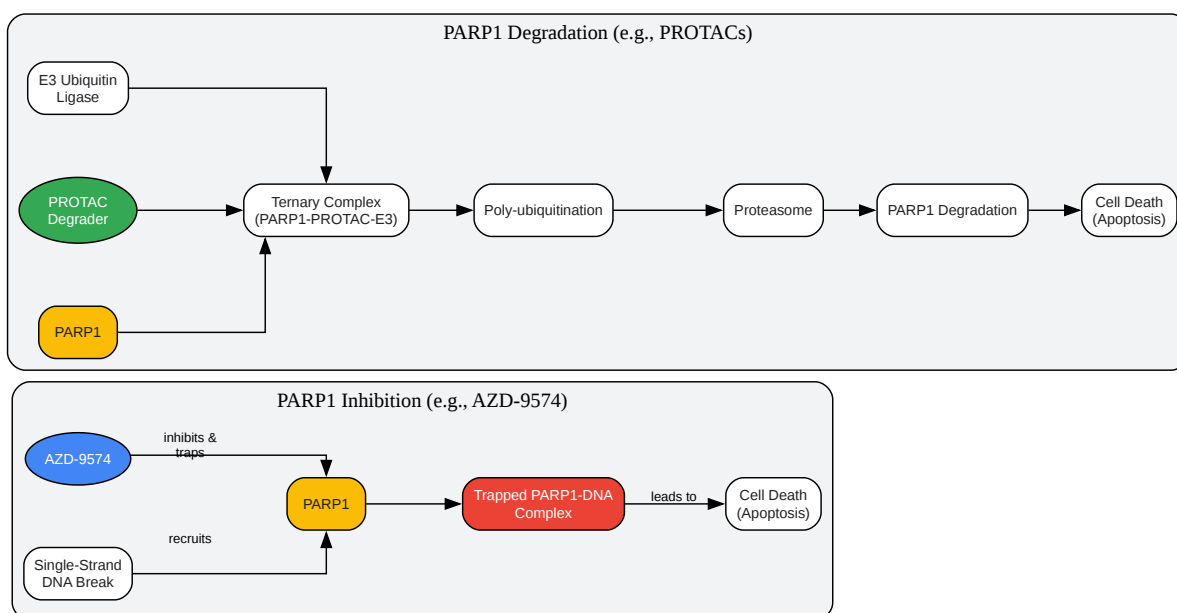 PARP1 Degradation (e.g., PROTACs)
E3 Ubiquitin
Ligase
PROTAC
Degrader
PARP1
Ternary Complex
(PARP1-PROTAC-E3)
Poly-ubiquitination
Proteasome
PARP1 Degradation
Cell Death
(Apoptosis)
PARP1 Inhibition (e.g., AZD-9574)
AZD-9574
inhibits &
traps
Single-Strand
DNA Break
recruits
PARP1
Trapped PARP1-DNA
Complex
leads to
Cell Death
(Apoptosis)